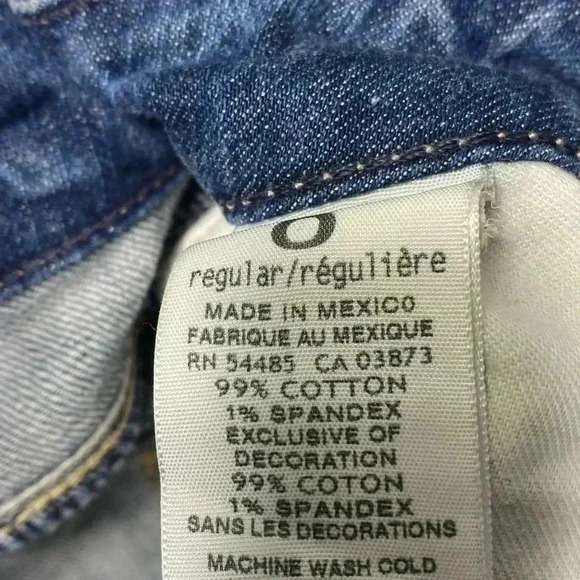 regular/régulière
MADE IN MEXICO
FABRIQUE AU MEXIQUE
RN 54485 CA 03873
99% COTTON
1% SPANDEX
EXCLUSIVE OF
DECORATION
99% COTON
1% SPANDEX
SANS LES DECORATIONS
MACHINE WASH COLD